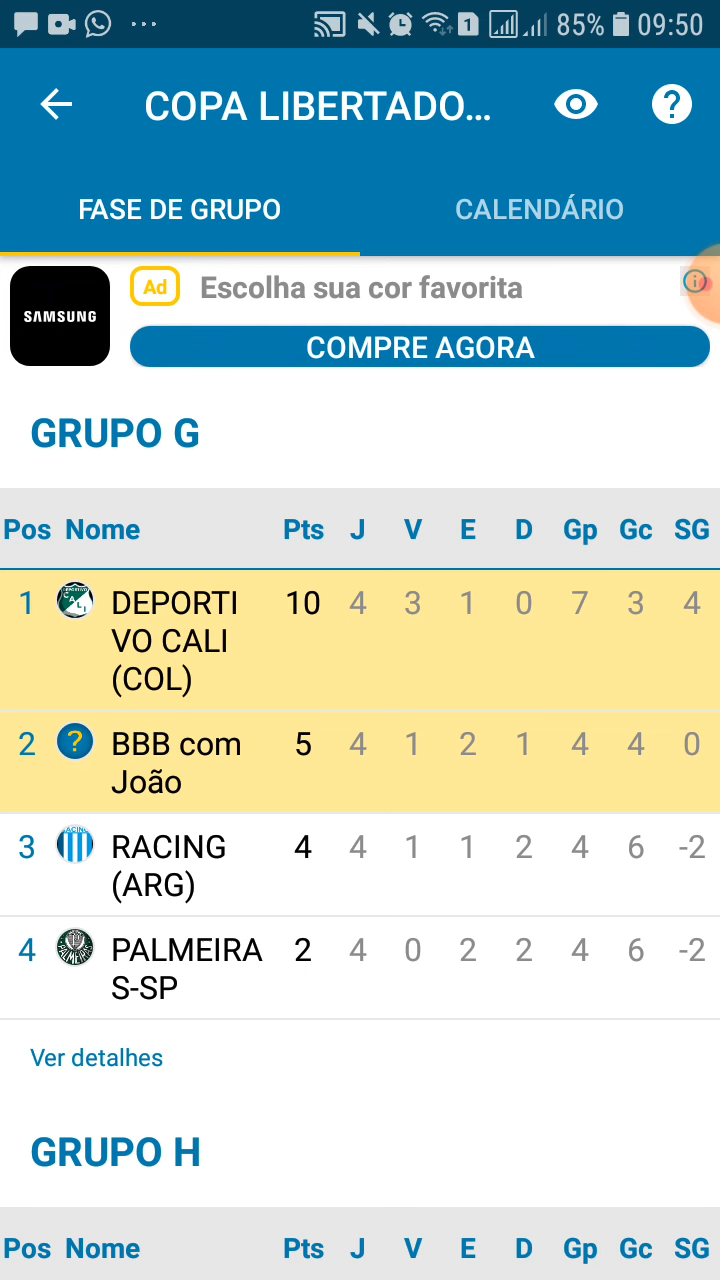 1 85% 09:50
COPA LIBERTADO... ?
FASE DE GRUPO CALENDÁRIO
SAMSUNG Ad Escolha sua cor favorita
COMPRE AGORA
GRUPO G
Pos Nome Pts J V E D Gp Gc SG
1 DEPORTI 10 4 3 1 0 7 3 4
VO CALI
(COL)
2 ? BBB com 5 4 1 2 1 4 4 0
João
3 RACING 4 4 1 1 2 4 6 -2
(ARG)
4 PALMEIRA 2 4 0 2 2 4 6 -2
S-SP
Ver detalhes
GRUPO H
Pos Nome Pts J V E D Gp Gc SG